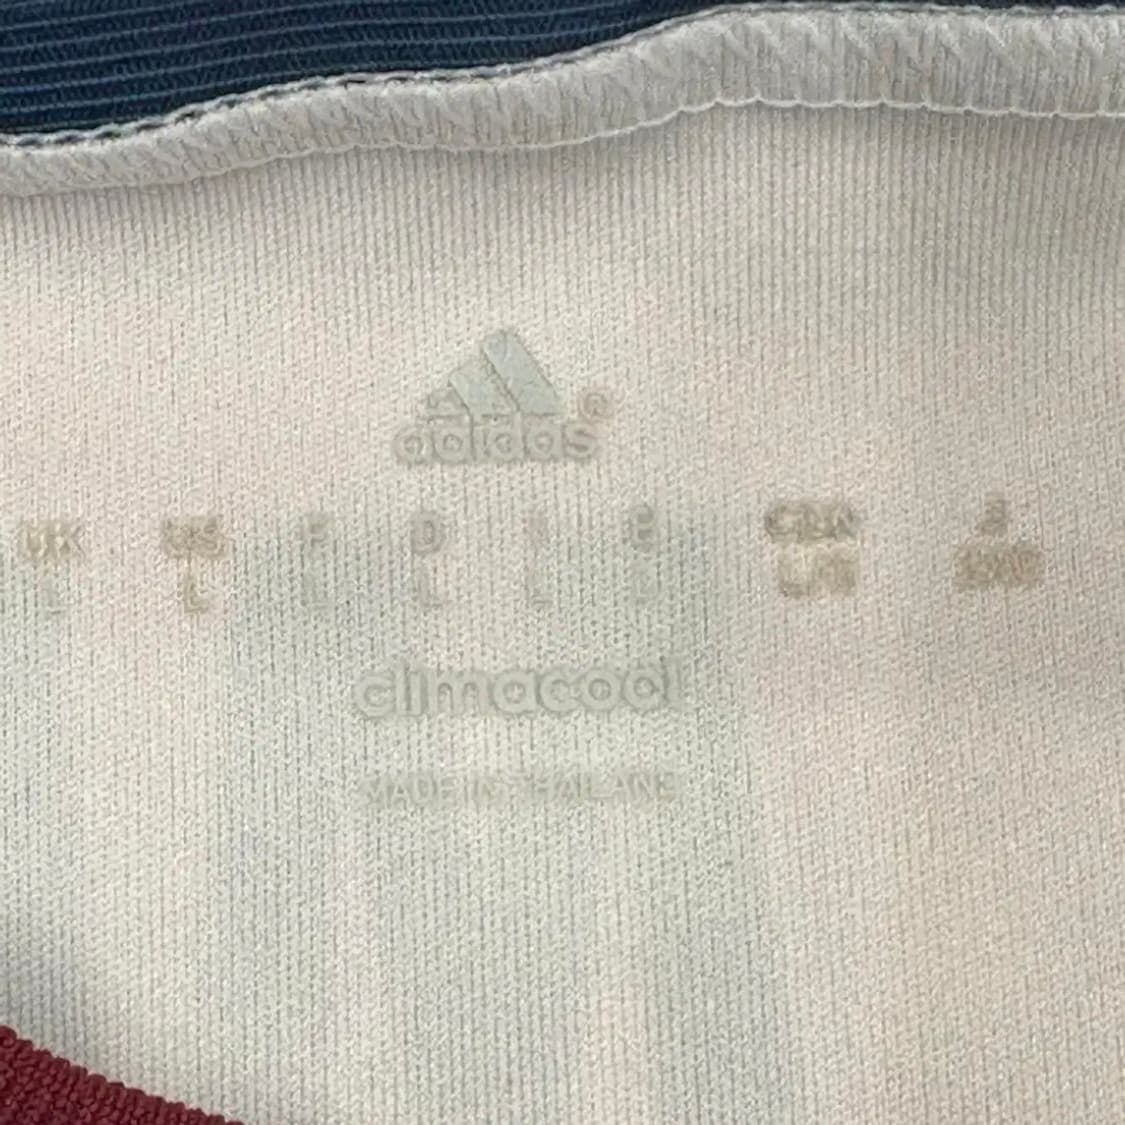 adidas®
UK US F D I E CHN J
L L L L L
climacool
MADE IN THAILAND